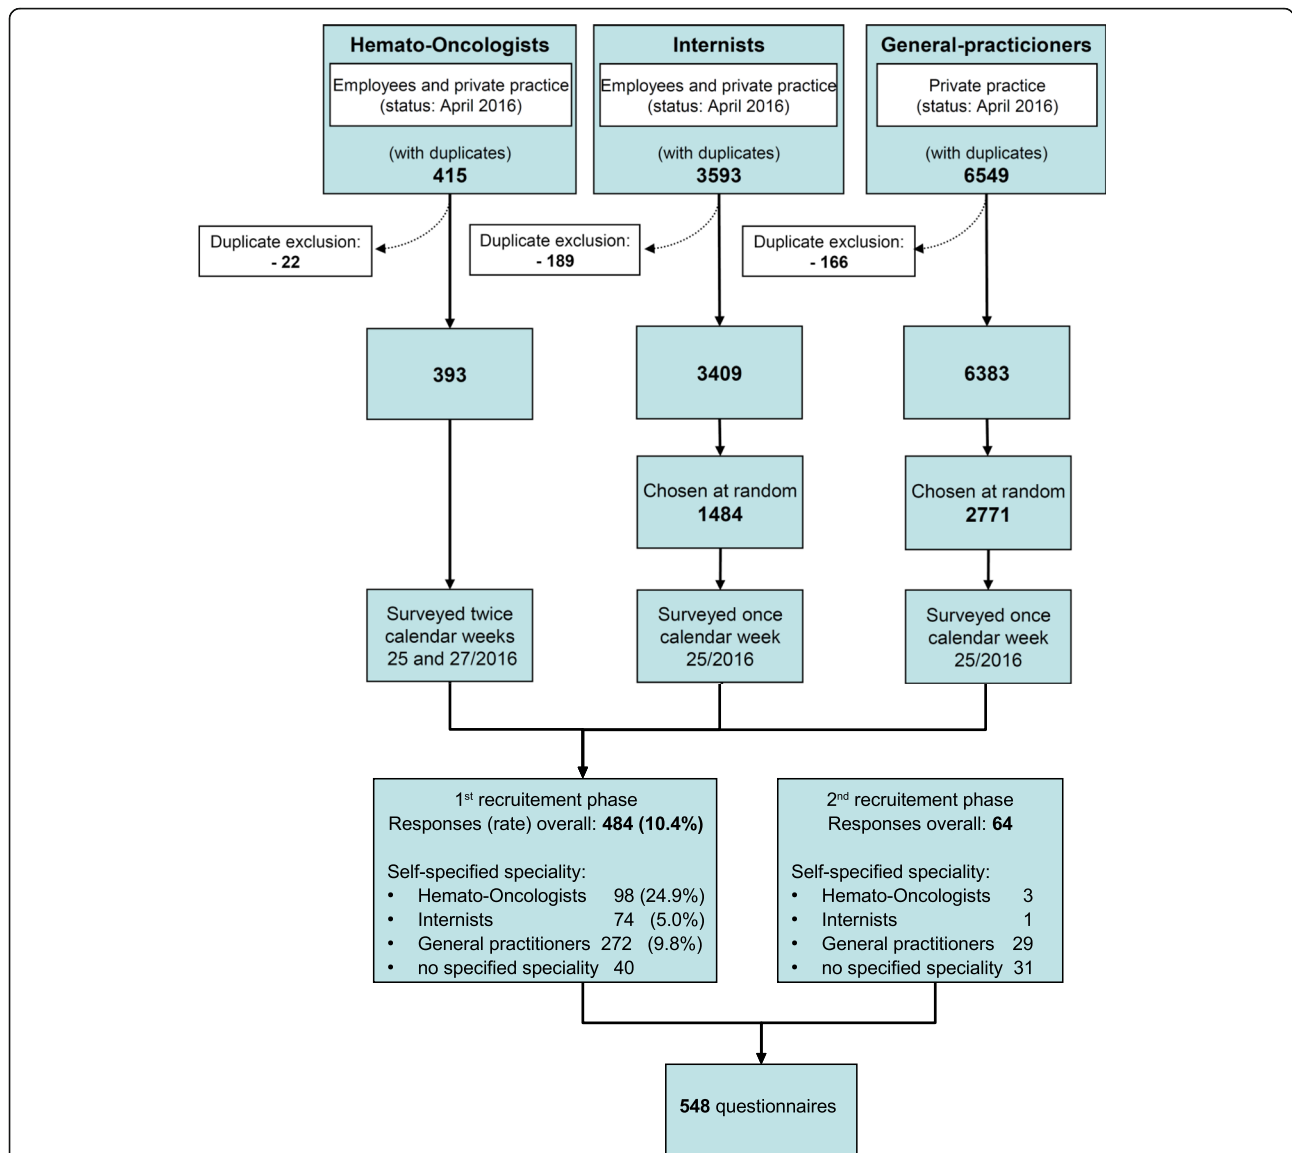 Hemato-Oncologists
Employees and private practice
(status: April 2016)
(with duplicates)
415
Internists
Employees and private practice
(status: April 2016)
(with duplicates)
3593
General-practicioners
Private practice
(status: April 2016)
(with duplicates)
6549
Duplicate exclusion:
- 22
Duplicate exclusion:
- 189
Duplicate exclusion:
- 166
393
3409
6383
Chosen at random
1484
Chosen at random
2771
Surveyed twice
calendar weeks
25 and 27/2016
Surveyed once
calendar week
25/2016
Surveyed once
calendar week
25/2016
1st recruitement phase
Responses (rate) overall: 484 (10.4%)
Self-specified speciality:
• Hemato-Oncologists 98 (24.9%)
• Internists 74 (5.0%)
• General practitioners 272 (9.8%)
• no specified speciality 40
2nd recruitement phase
Responses overall: 64
Self-specified speciality:
• Hemato-Oncologists 3
• Internists 1
• General practitioners 29
• no specified speciality 31
548 questionnaires